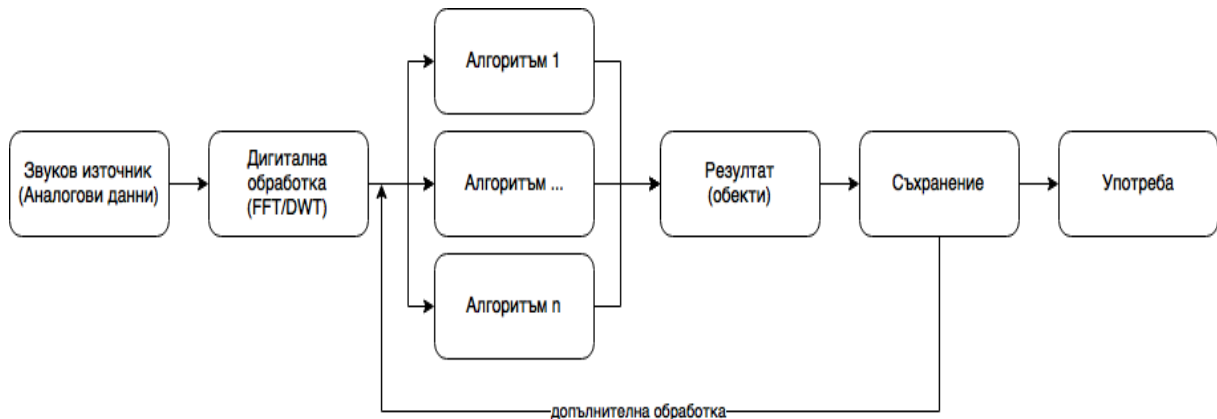 Звуков източник
(Аналогови данни)
Дигитална
обработка
(FFT/DWT)
Алгоритъм 1
Алгоритъм ...
Алгоритъм n
Резултат
(обекти)
Съхранение
Употреба
допълнителна обработка